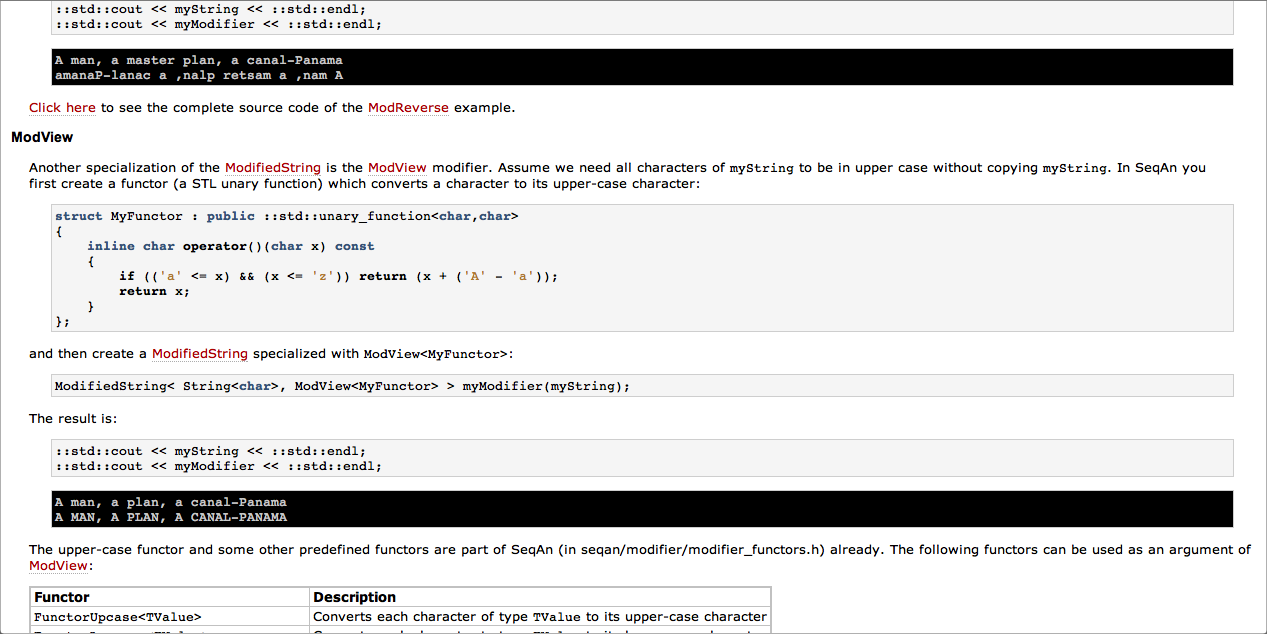 ::std::cout << myString << ::std::endl;
::std::cout << myModifier << ::std::endl;
A man, a master plan, a canal-Panama
amanaP-lanac a ,nalp retsam a ,nam A
Click here to see the complete source code of the ModReverse example.
ModView
Another specialization of the ModifiedString is the ModView modifier. Assume we need all characters of myString to be in upper case without copying myString. In SeqAn you
first create a functor (a STL unary function) which converts a character to its upper-case character:
struct MyFunctor : public ::std::unary_function<char,char>
{
    inline char operator()(char x) const
    {
        if (('a' <= x) && (x <= 'z')) return (x + ('A' - 'a'));
        return x;
    }
};
and then create a ModifiedString specialized with ModView<MyFunctor>:
ModifiedString< String<char>, ModView<MyFunctor> > myModifier(myString);
The result is:
::std::cout << myString << ::std::endl;
::std::cout << myModifier << ::std::endl;
A man, a plan, a canal-Panama
A MAN, A PLAN, A CANAL-PANAMA
The upper-case functor and some other predefined functors are part of SeqAn (in seqan/modifier/modifier_functors.h) already. The following functors can be used as an argument of
ModView:
Functor Description
FunctorUpcase<TValue> Converts each character of type TValue to its upper-case character